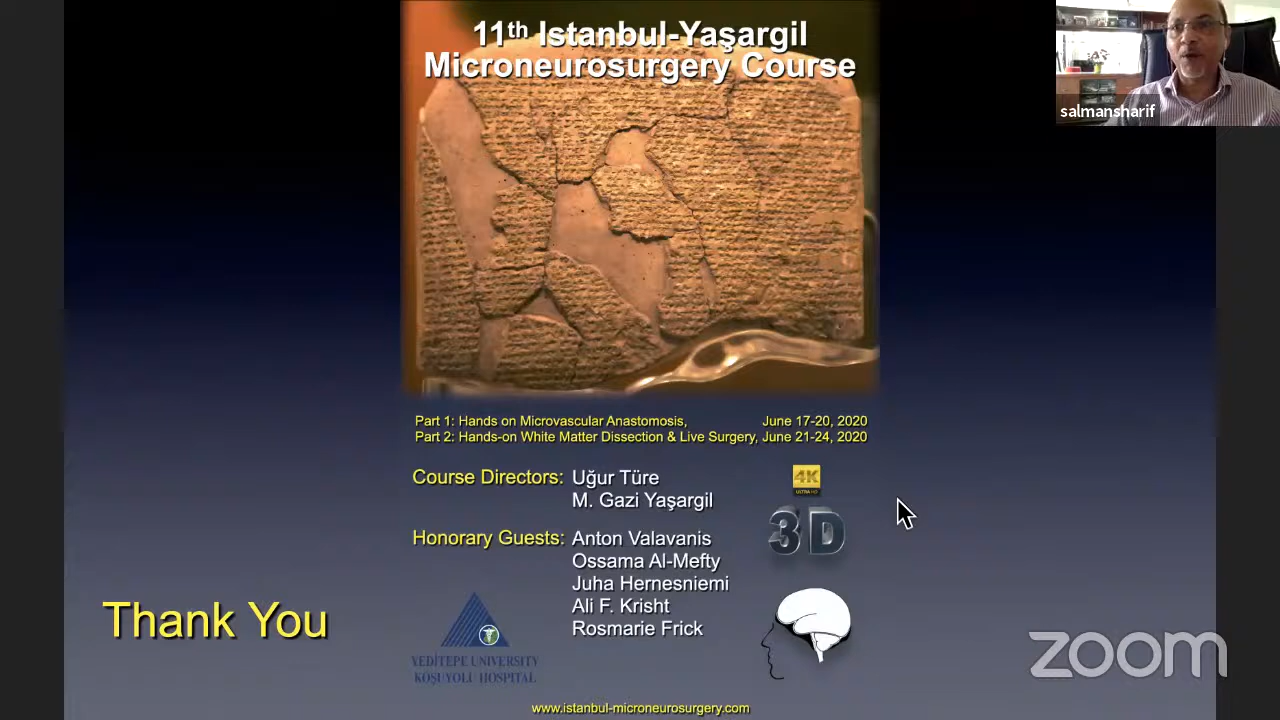 11th Istanbul-Yaşargil
Microneurosurgery Course
salmansharif
Part 1: Hands on Microvascular Anastomosis, June 17-20, 2020
Part 2: Hands-on White Matter Dissection & Live Surgery, June 21-24, 2020
Course Directors: Uğur Türe
M. Gazi Yaşargil
4K
ULTRA HD
3D
Honorary Guests: Anton Valavanis
Ossama Al-Mefty
Juha Hernesniemi
Ali F. Krisht
Rosmarie Frick
Thank You
YEDİTEPE UNIVERSITY
KOŞUYOLU HOSPITAL
zoom
www.istanbul-microneurosurgery.com